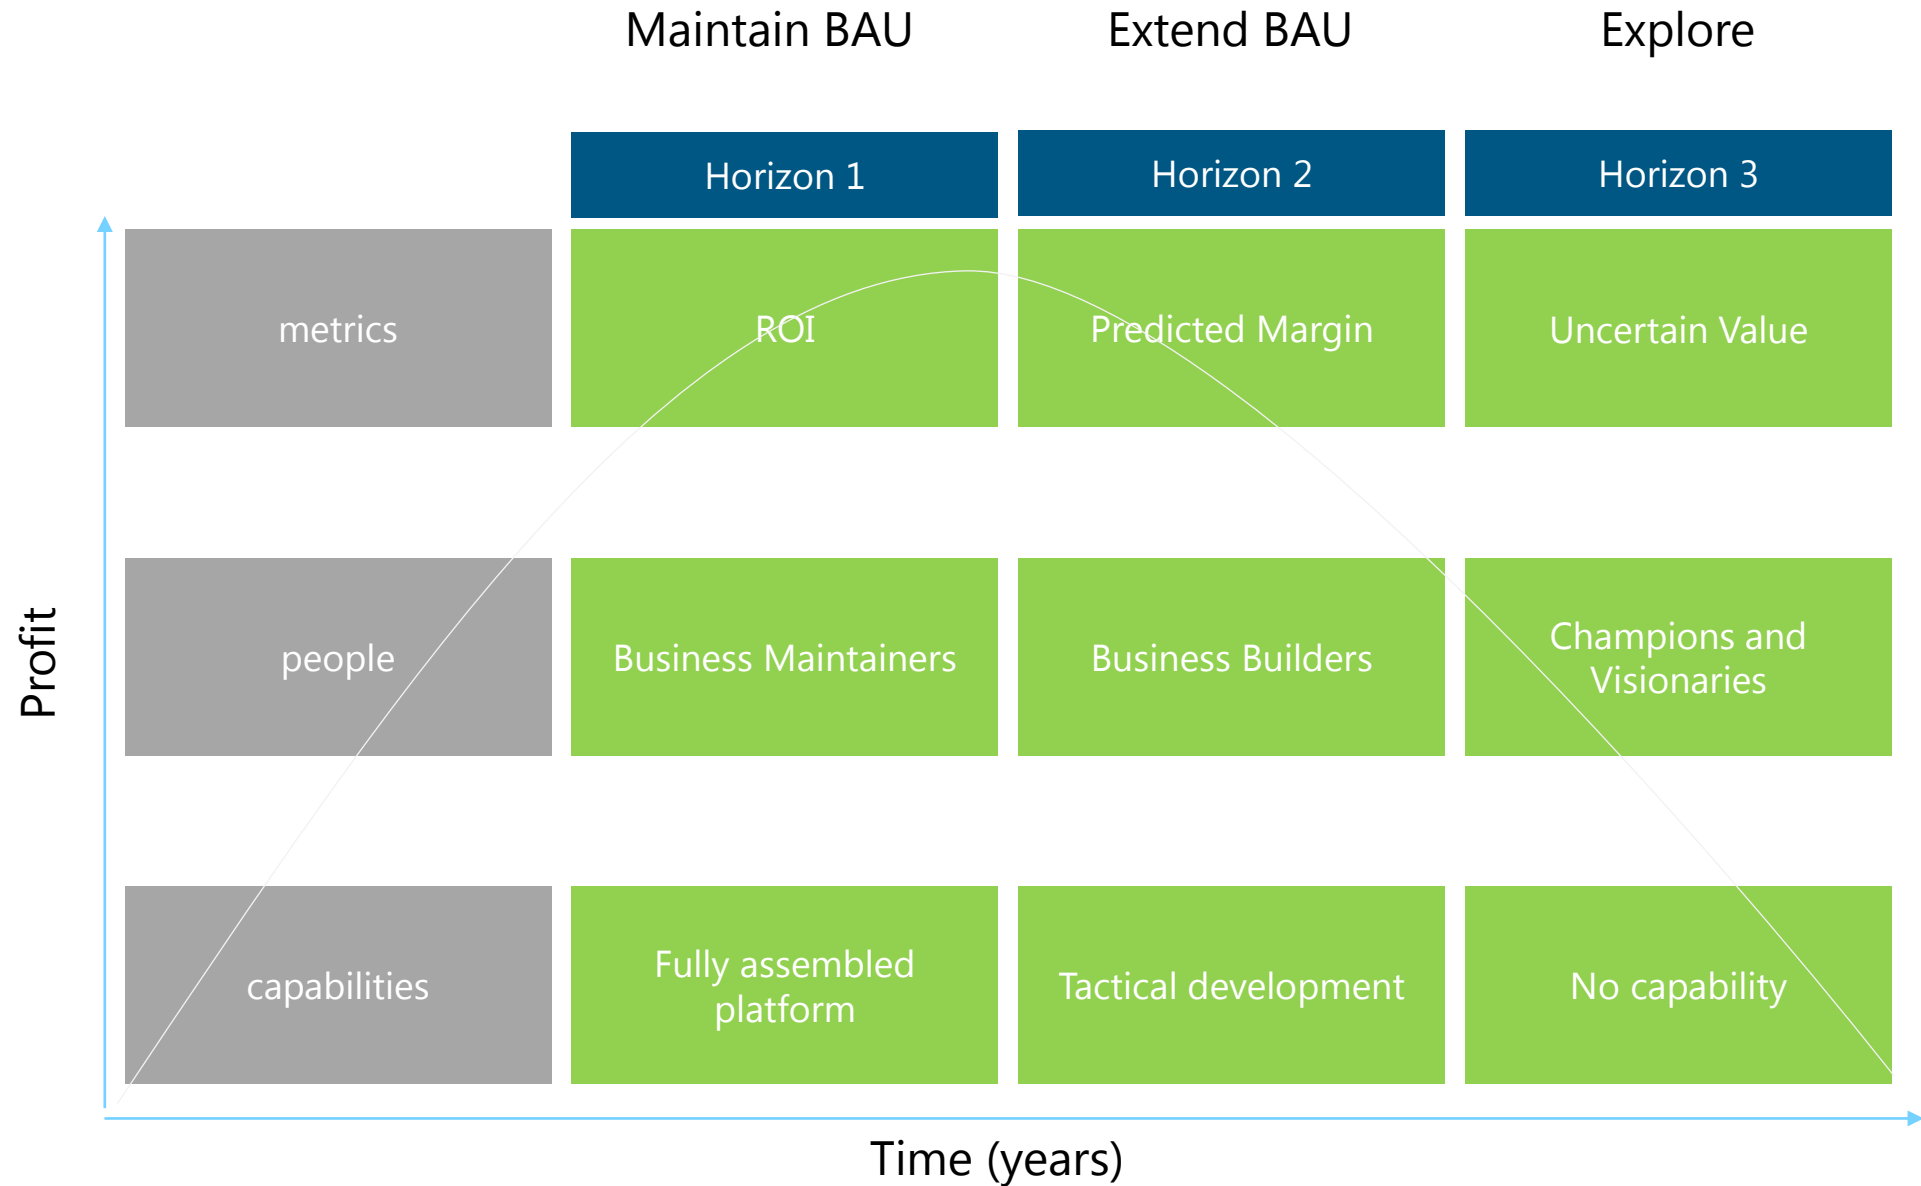 Maintain BAU
Extend BAU
Explore
Horizon 1
Horizon 2
Horizon 3
metrics
ROI
Predicted Margin
Uncertain Value
Profit
people
Business Maintainers
Business Builders
Champions and
Visionaries
capabilities
Fully assembled
platform
Tactical development
No capability
Time (years)